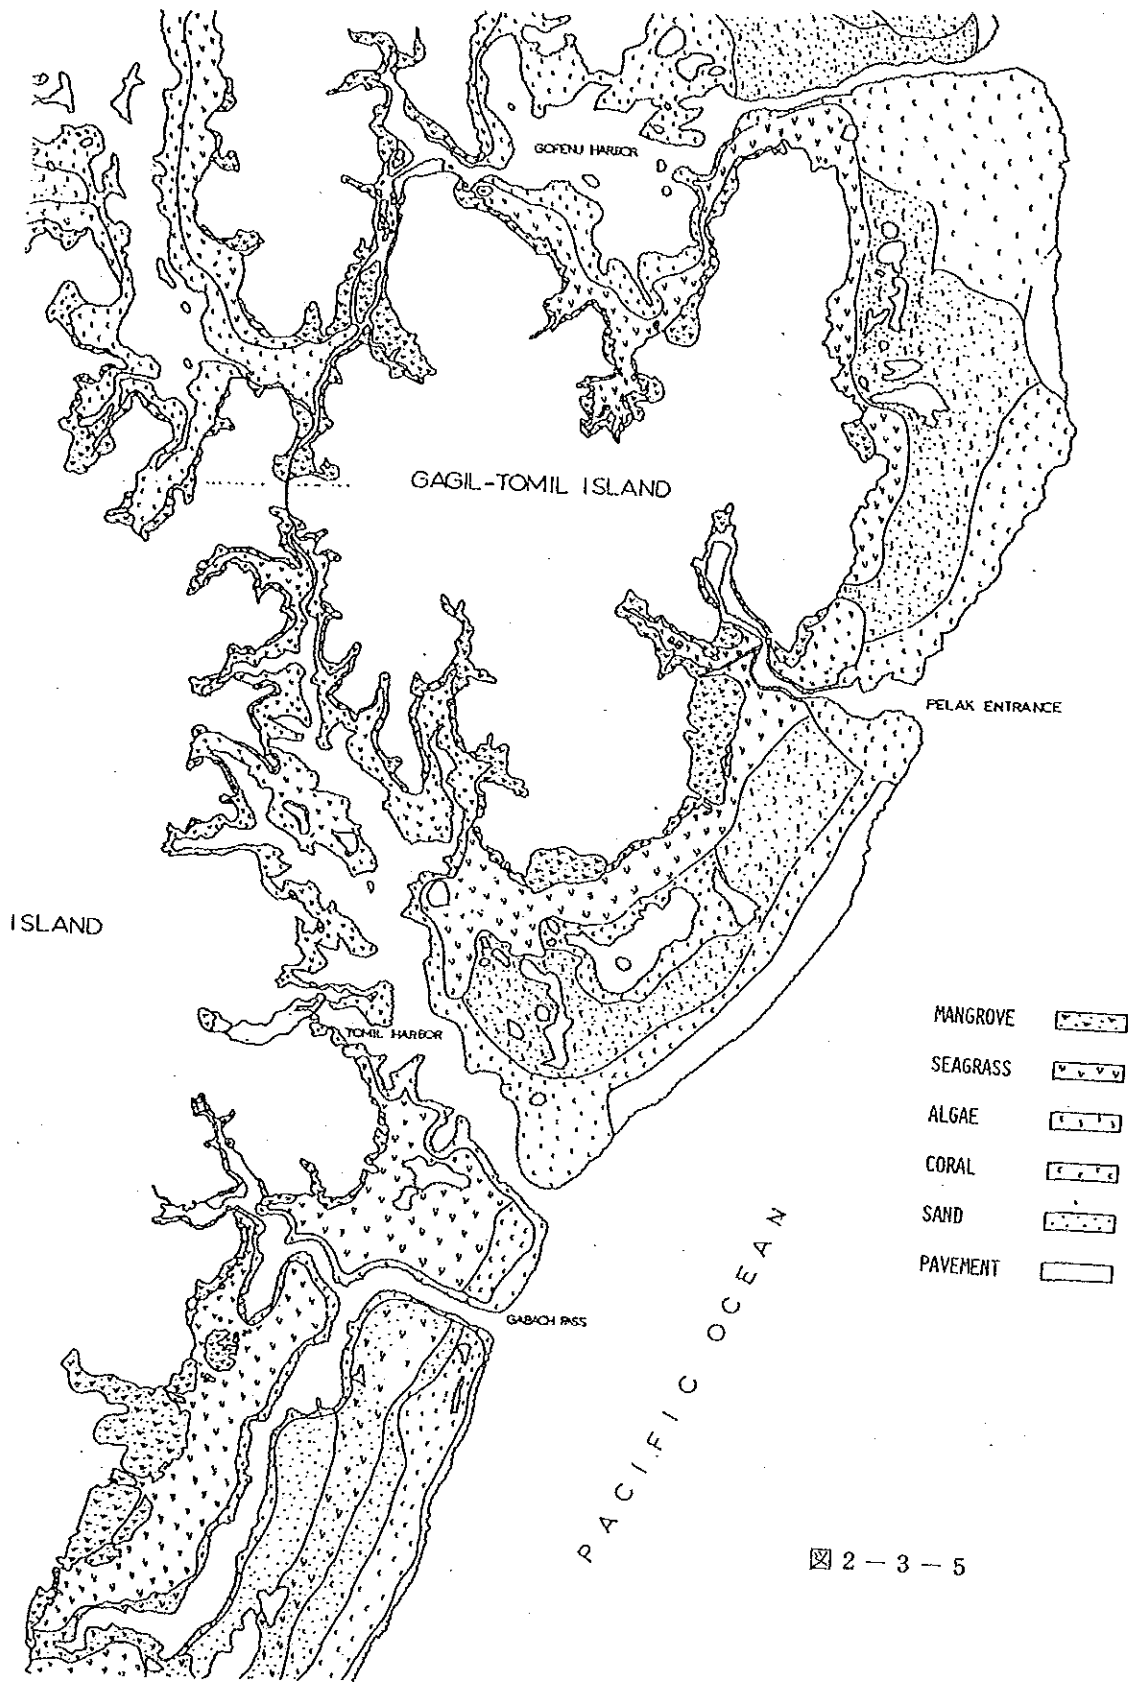 GOFENU HARBOR
GAGIL-TOMIL ISLAND
PELAK ENTRANCE
ISLAND
TOMIL HARBOR
MANGROVE
SEAGRASS
ALGAE
CORAL
SAND
PAVEMENT
GABACH PASS
PACIFIC OCEAN
図2-3-5